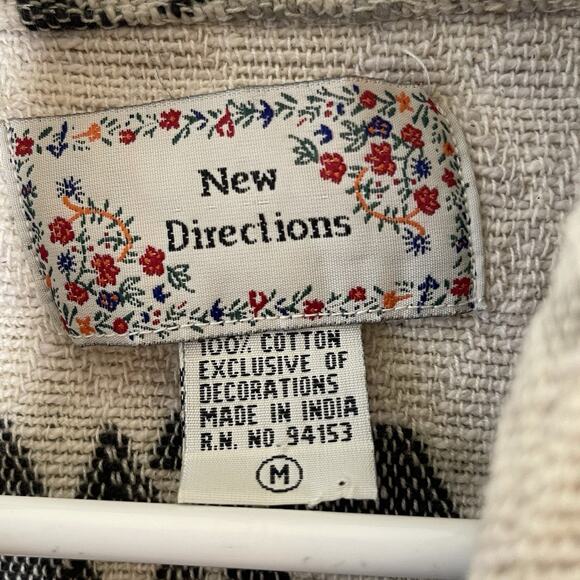 New
Directions
100% COTTON
EXCLUSIVE OF
DECORATIONS
MADE IN INDIA
R.N. NO. 94153
M